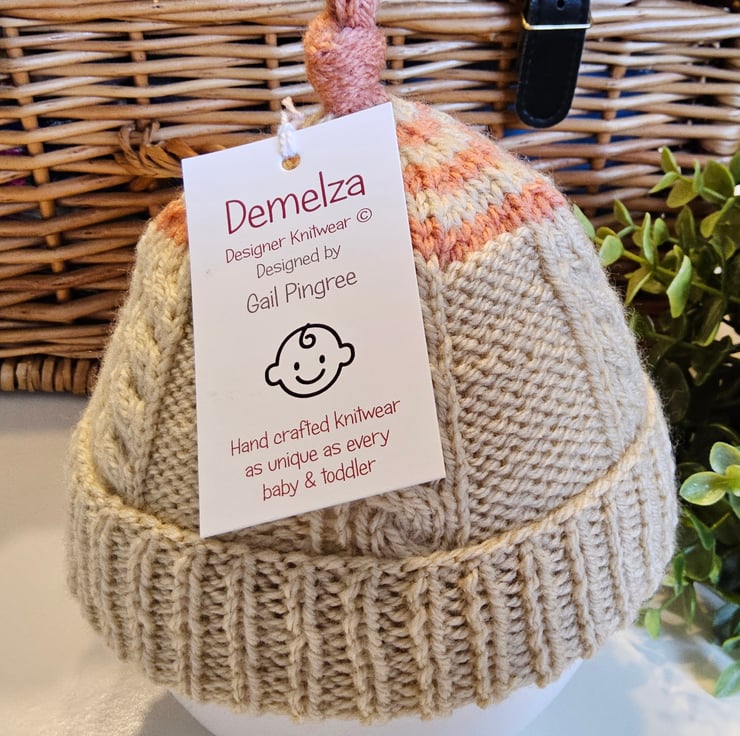 Demelza
Designer Knitwear ©
Designed by
Gail Pingree
Hand crafted knitwear
as unique as every
baby & toddler